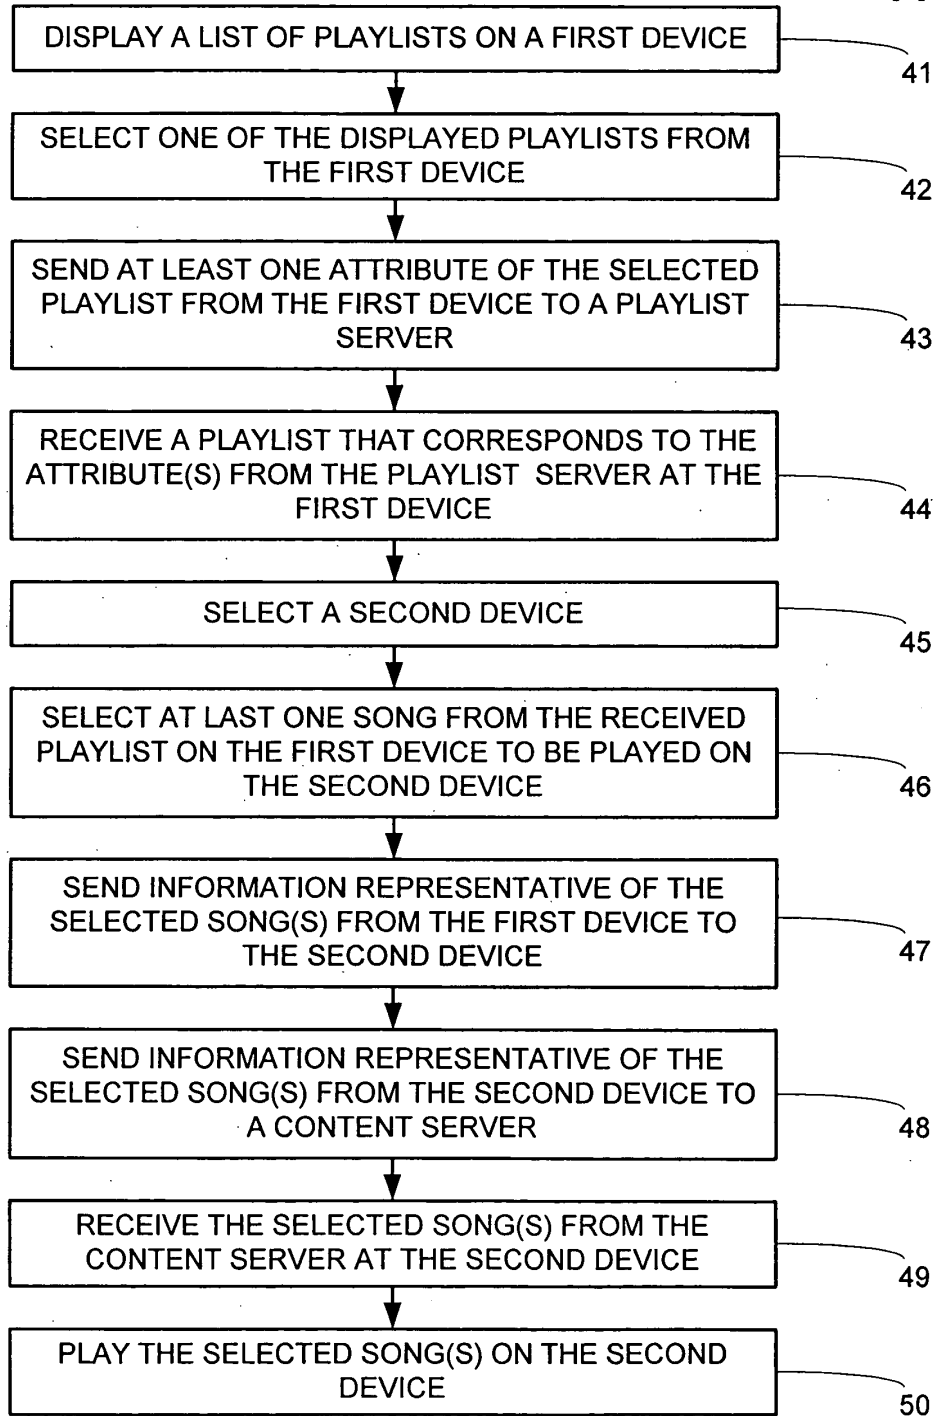 DISPLAY A LIST OF PLAYLISTS ON A FIRST DEVICE
41
SELECT ONE OF THE DISPLAYED PLAYLISTS FROM
THE FIRST DEVICE
42
SEND AT LEAST ONE ATTRIBUTE OF THE SELECTED
PLAYLIST FROM THE FIRST DEVICE TO A PLAYLIST
SERVER
43
RECEIVE A PLAYLIST THAT CORRESPONDS TO THE
ATTRIBUTE(S) FROM THE PLAYLIST SERVER AT THE
FIRST DEVICE
44
SELECT A SECOND DEVICE
45
SELECT AT LAST ONE SONG FROM THE RECEIVED
PLAYLIST ON THE FIRST DEVICE TO BE PLAYED ON
THE SECOND DEVICE
46
SEND INFORMATION REPRESENTATIVE OF THE
SELECTED SONG(S) FROM THE FIRST DEVICE TO
THE SECOND DEVICE
47
SEND INFORMATION REPRESENTATIVE OF THE
SELECTED SONG(S) FROM THE SECOND DEVICE TO
A CONTENT SERVER
48
RECEIVE THE SELECTED SONG(S) FROM THE
CONTENT SERVER AT THE SECOND DEVICE
49
PLAY THE SELECTED SONG(S) ON THE SECOND
DEVICE
50